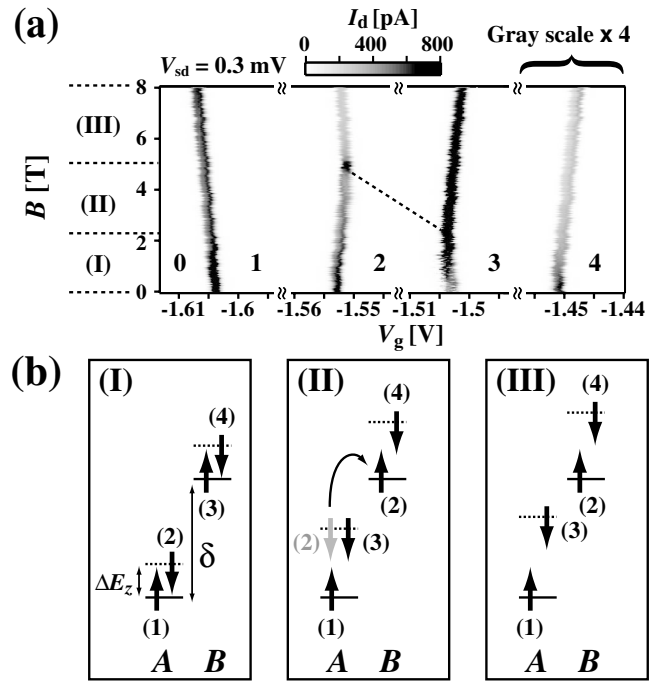 (a)
I_d [pA]
0 400 800
V_sd = 0.3 mV
Gray scale x 4
B [T]
8
6
4
2
0
(III)
(II)
(I)
0 1 2 3 4
-1.61 -1.6 -1.56 -1.55 -1.51 -1.5 -1.45 -1.44
V_g [V]
(b)
(I)
(4)
(3)
(2)
δ
ΔE_z
(1)
A B
(II)
(4)
(2)
(2) (3)
(1)
A B
(III)
(4)
(2)
(3)
(1)
A B